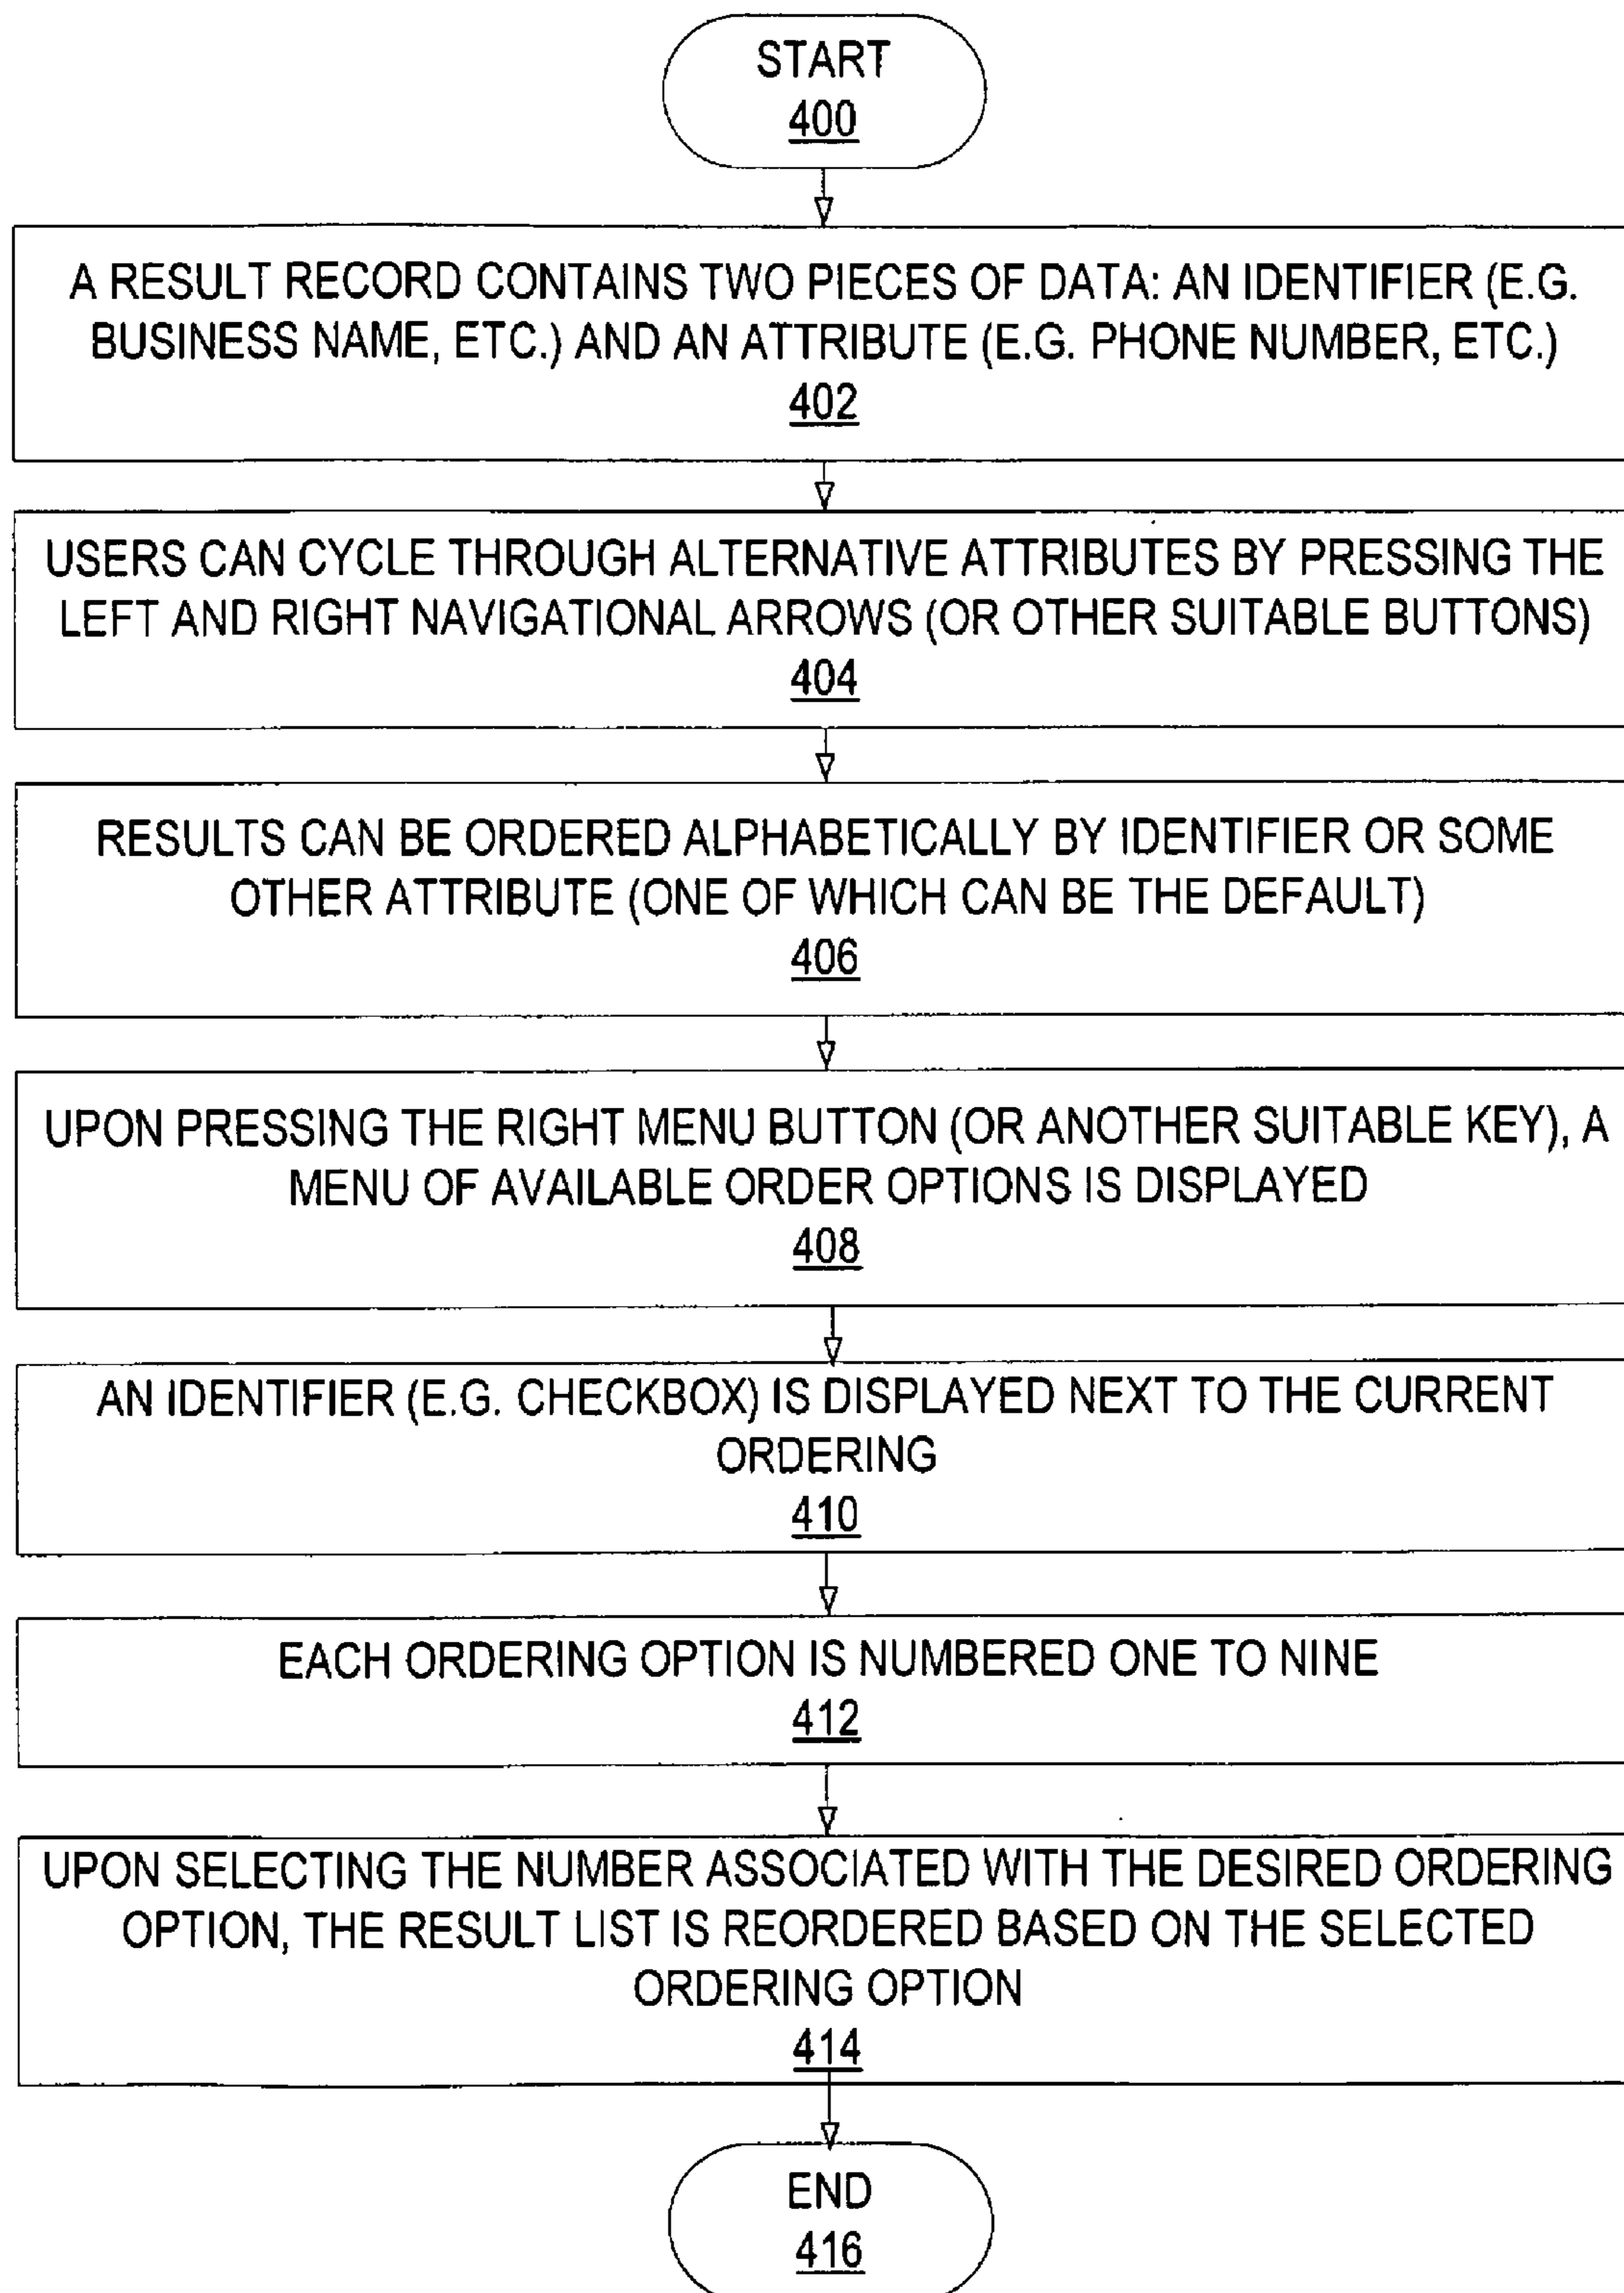 START
400
A RESULT RECORD CONTAINS TWO PIECES OF DATA: AN IDENTIFIER (E.G.
BUSINESS NAME, ETC.) AND AN ATTRIBUTE (E.G. PHONE NUMBER, ETC.)
402
USERS CAN CYCLE THROUGH ALTERNATIVE ATTRIBUTES BY PRESSING THE
LEFT AND RIGHT NAVIGATIONAL ARROWS (OR OTHER SUITABLE BUTTONS)
404
RESULTS CAN BE ORDERED ALPHABETICALLY BY IDENTIFIER OR SOME
OTHER ATTRIBUTE (ONE OF WHICH CAN BE THE DEFAULT)
406
UPON PRESSING THE RIGHT MENU BUTTON (OR ANOTHER SUITABLE KEY), A
MENU OF AVAILABLE ORDER OPTIONS IS DISPLAYED
408
AN IDENTIFIER (E.G. CHECKBOX) IS DISPLAYED NEXT TO THE CURRENT
ORDERING
410
EACH ORDERING OPTION IS NUMBERED ONE TO NINE
412
UPON SELECTING THE NUMBER ASSOCIATED WITH THE DESIRED ORDERING
OPTION, THE RESULT LIST IS REORDERED BASED ON THE SELECTED
ORDERING OPTION
414
END
416